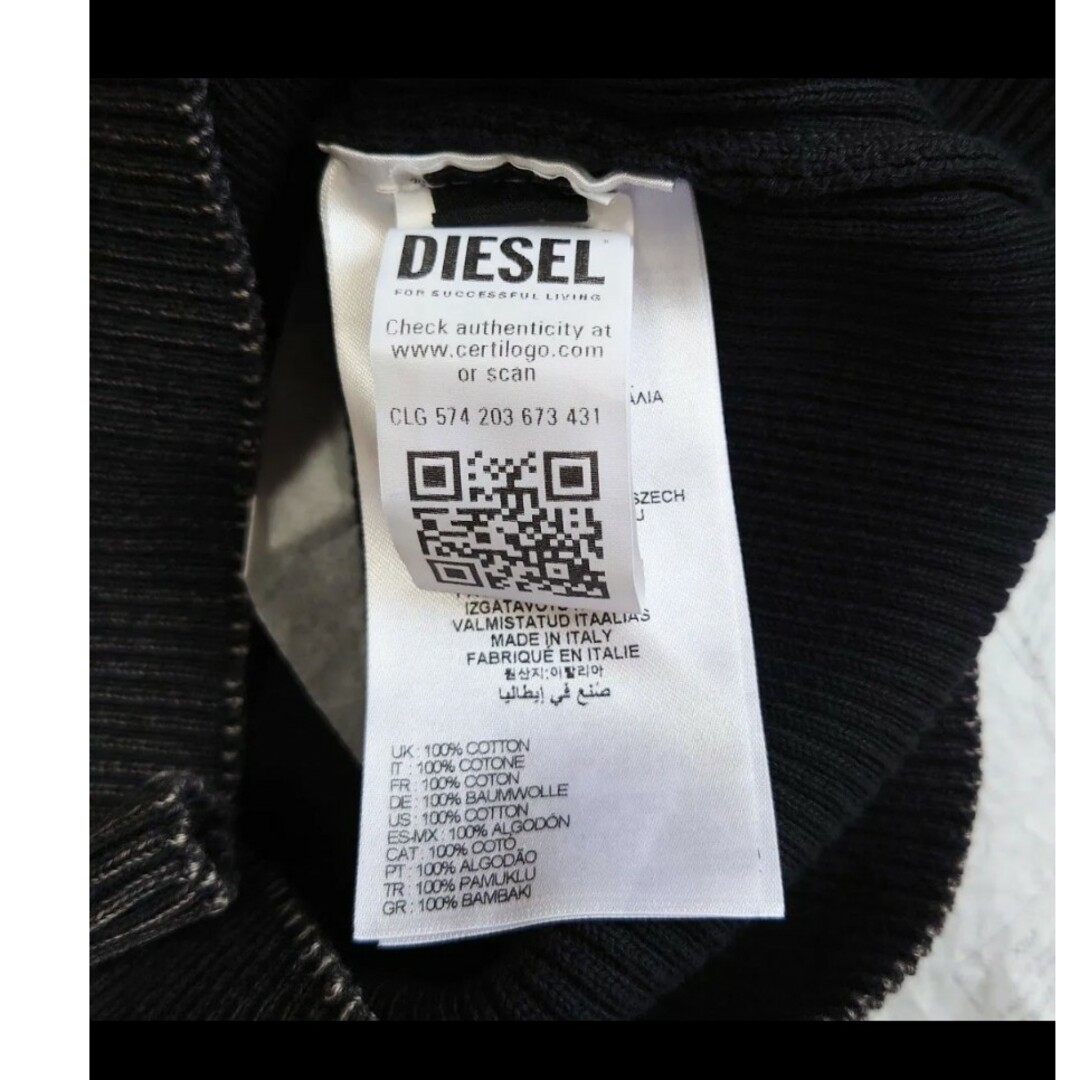 DIESEL
FOR SUCCESSFUL LIVING
Check authenticity at
www.certilogo.com
or scan
CLG 574 203 673 431
SZECH
IZGATAVOTS
VALMISTATUD ITAALIAS
MADE IN ITALY
FABRIQUÉ EN ITALIE
원산지:이탈리아
صنع في إيطاليا
UK : 100% COTTON
IT : 100% COTONE
FR : 100% COTON
DE : 100% BAUMWOLLE
US : 100% COTTON
ES-MX : 100% ALGODÓN
CAT : 100% COTÓ
PT : 100% ALGODÃO
TR : 100% PAMUKLU
GR : 100% BAMBAKI